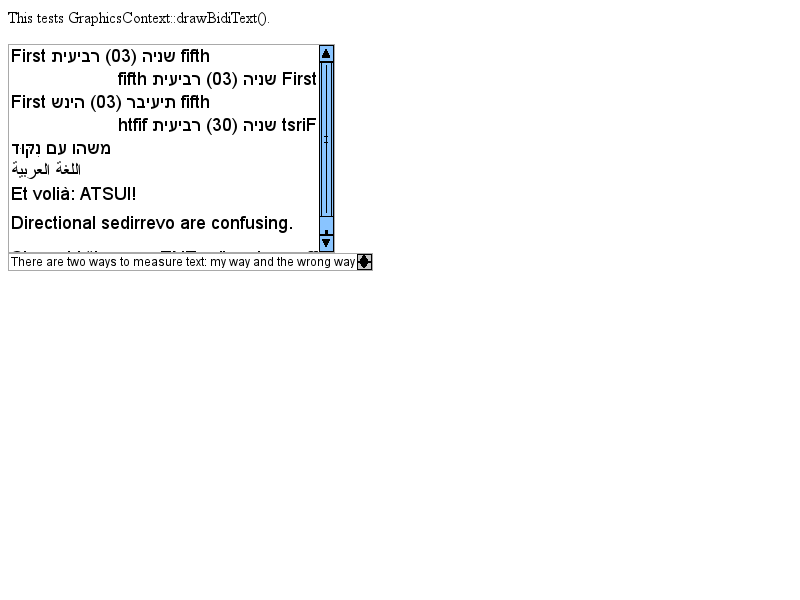 This tests GraphicsContext::drawBidiText().
First שניה (03) רביעית fifth
First שניה (03) רביעית fifth
First תיעיבר (03) הינש fifth
tsriF שניה (30) רביעית htfif
משהו עם נִקּוּד
اللغة العربية
Et volià: ATSUI!
Directional sedirrevo are confusing.
There are two ways to measure text: my way and the wrong way